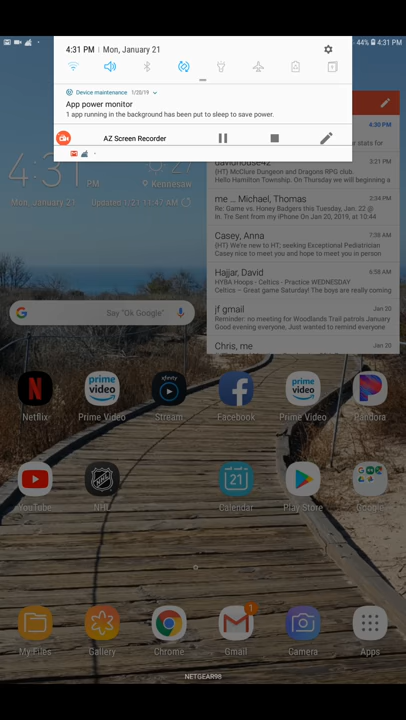 44% 4:31 PM
4:31 PM | Mon, January 21
Device maintenance 1/20/19
App power monitor
1 app running in the background has been put to sleep to save power.
AZ Screen Recorder
4:31 PM
Mon, January 21
27
Kennesaw
Updated 1/21 11:47 AM
4:30 PM
stats for
davidhouse42.
3:21 PM
(HT) McClure Dungeon and Dragons RPG club.
Hello Hamilton Township. On Thursday we will beginning a
me ... Michael, Thomas
2:34 PM
Re: Game vs. Honey Badgers this Tuesday, Jan. 22 @
In. Tre Sent from my iPhone On Jan 20, 2019, at 10:44
Casey, Anna
7:38 AM
(HT) We're new to HT; seeking Exceptional Pediatrician
Casey nice to meet you and hope to meet you in person
Hajjar, David
6:58 AM
HYBA Hoops - Celtics - Practice WEDNESDAY
Celtics – Great game Saturday! The boys are really coming
jf gmail
Jan 20
Reminder: no meeting for Woodlands Trail patrols January
Good evening everyone, Just wanted to remind everyone
Chris, me
Jan 20
Say "Ok Google"
Netflix
Prime Video
Stream
Facebook
Prime Video
Pandora
YouTube
NHL
Calendar
Play Store
Google
My Files
Gallery
Chrome
Gmail
Camera
Apps
NETGEAR98